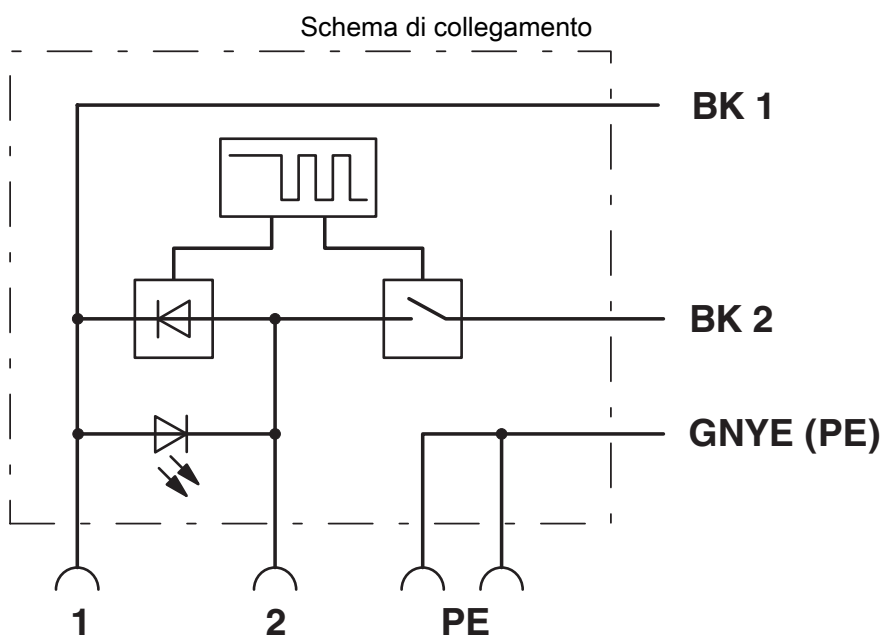 Schema di collegamento
BK 1
BK 2
GNYE (PE)
1 2 PE